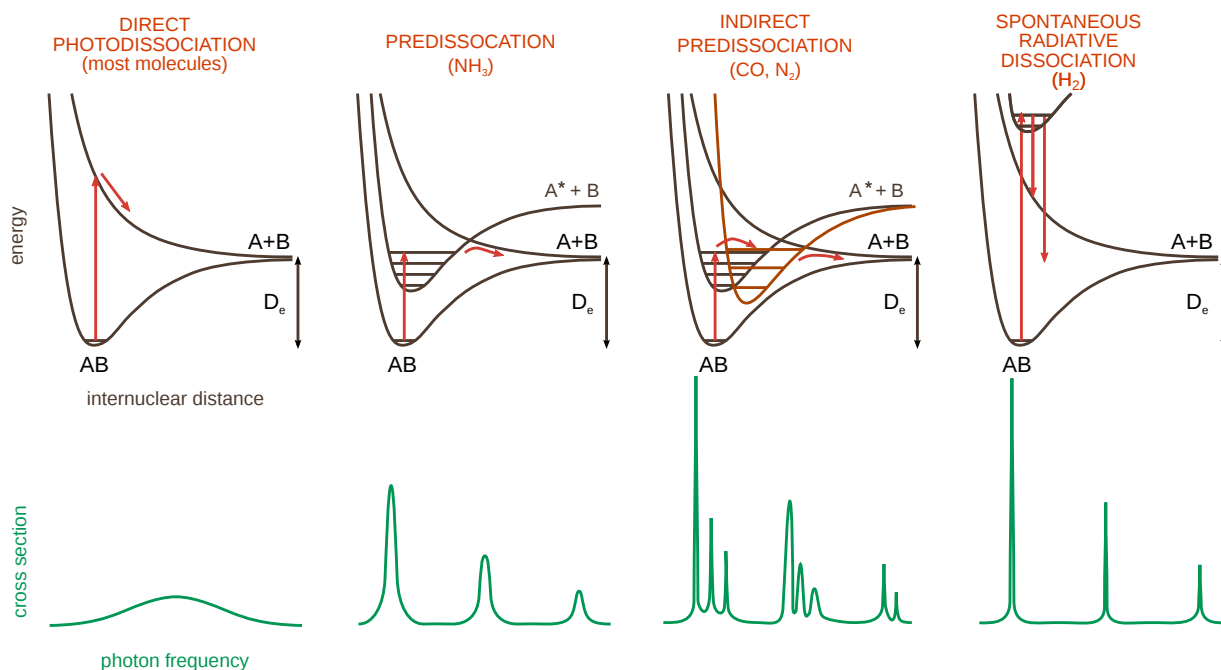 DIRECT
PHOTODISSOCIATION
(most molecules)
PREDISSOCATION
(NH₃)
INDIRECT
PREDISSOCIATION
(CO, N₂)
SPONTANEOUS
RADIATIVE
DISSOCIATION
(H₂)
energy
A+B
Dₑ
AB
internuclear distance
A* + B
A+B
Dₑ
AB
A* + B
A+B
Dₑ
AB
A+B
Dₑ
AB
cross section
photon frequency